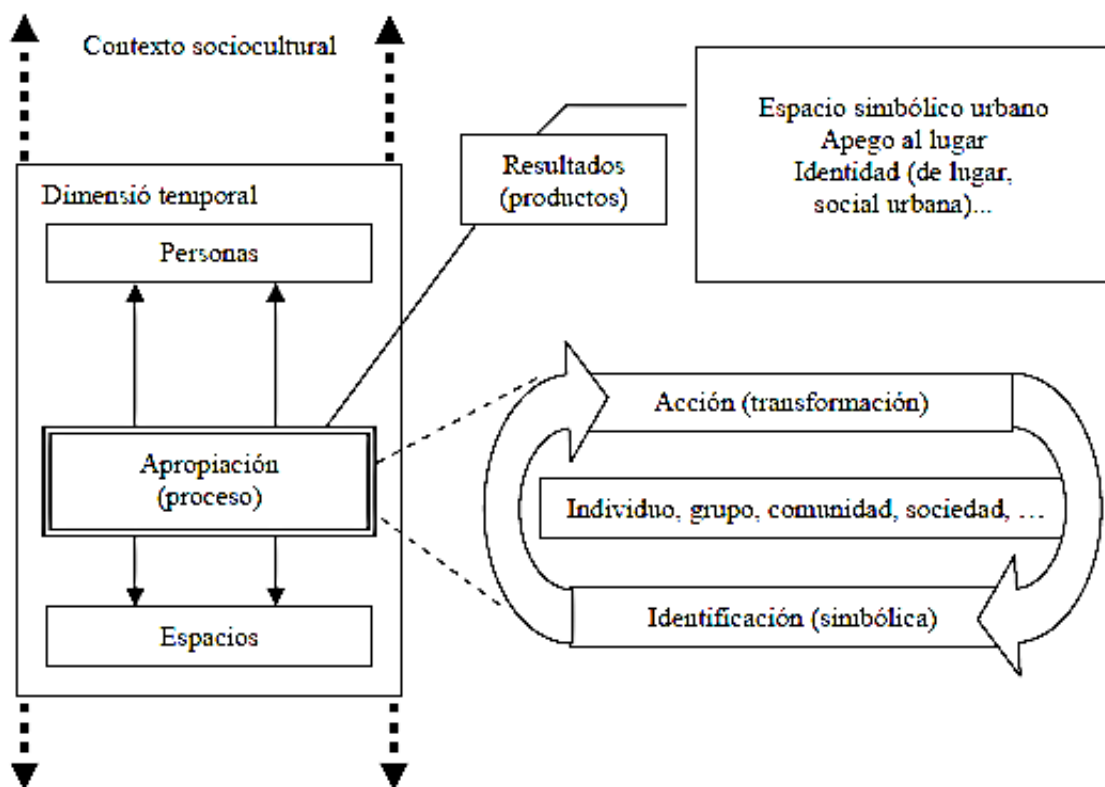 Contexto sociocultural
Dimensió temporal
Personas
Apropiación
(proceso)
Espacios
Resultados
(productos)
Espacio simbólico urbano
Apego al lugar
Identidad (de lugar,
social urbana)...
Acción (transformación)
Individuo, grupo, comunidad, sociedad, …
Identificación (simbólica)